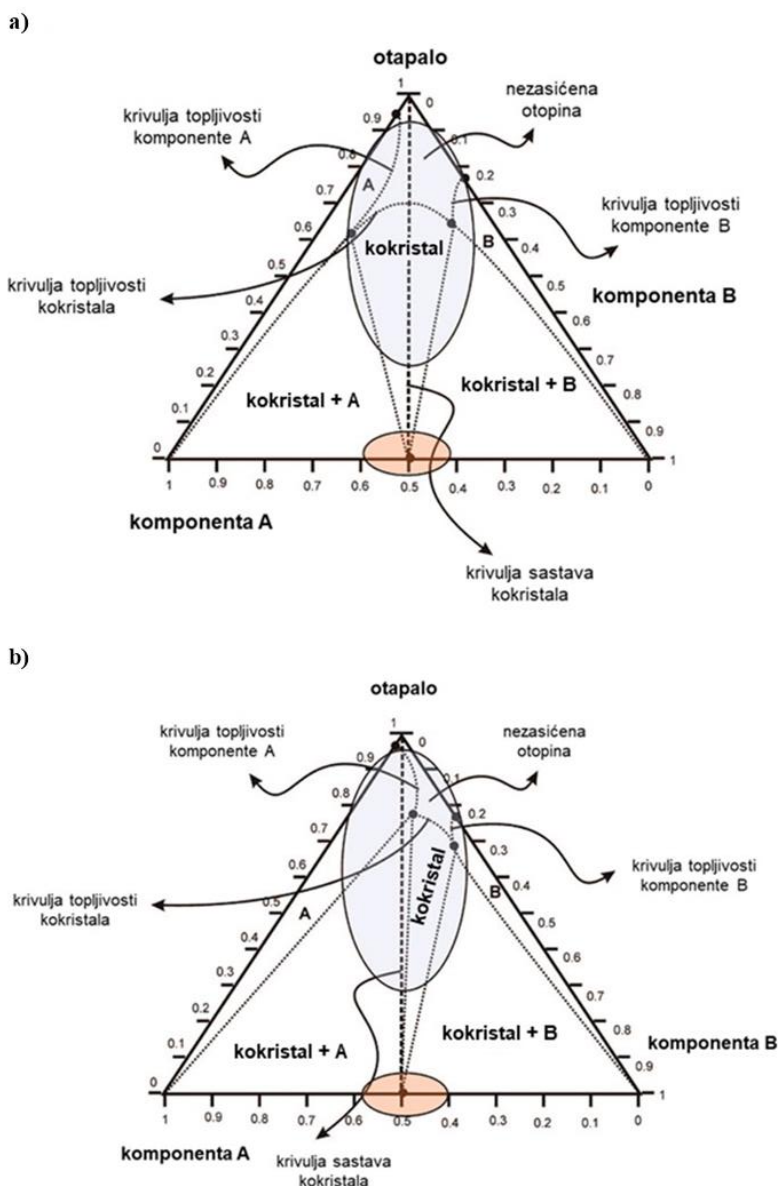 a)
otapalo
krivulja topljivosti
komponente A
nezasićena
otopina
krivulja topljivosti
komponente B
krivulja topljivosti
kokristala
A
B
kokristal
komponenta B
kokristal + A
kokristal + B
komponenta A
krivulja sastava
kokristala
1
0.9
0.8
0.7
0.6
0.5
0.4
0.3
0.2
0.1
0
0
0.1
0.2
0.3
0.4
0.5
0.6
0.7
0.8
0.9
1
1
0.9
0.8
0.7
0.6
0.5
0.4
0.3
0.2
0.1
0
b)
otapalo
krivulja topljivosti
komponente A
nezasićena
otopina
krivulja topljivosti
kokristala
krivulja topljivosti
komponente B
A
B
kokristal
kokristal + A
kokristal + B
komponenta B
komponenta A
krivulja sastava
kokristala
1
0.9
0.8
0.7
0.6
0.5
0.4
0.3
0.2
0.1
0
0
0.1
0.2
0.3
0.4
0.5
0.6
0.7
0.8
0.9
1
1
0.9
0.8
0.7
0.6
0.5
0.4
0.3
0.2
0.1
0